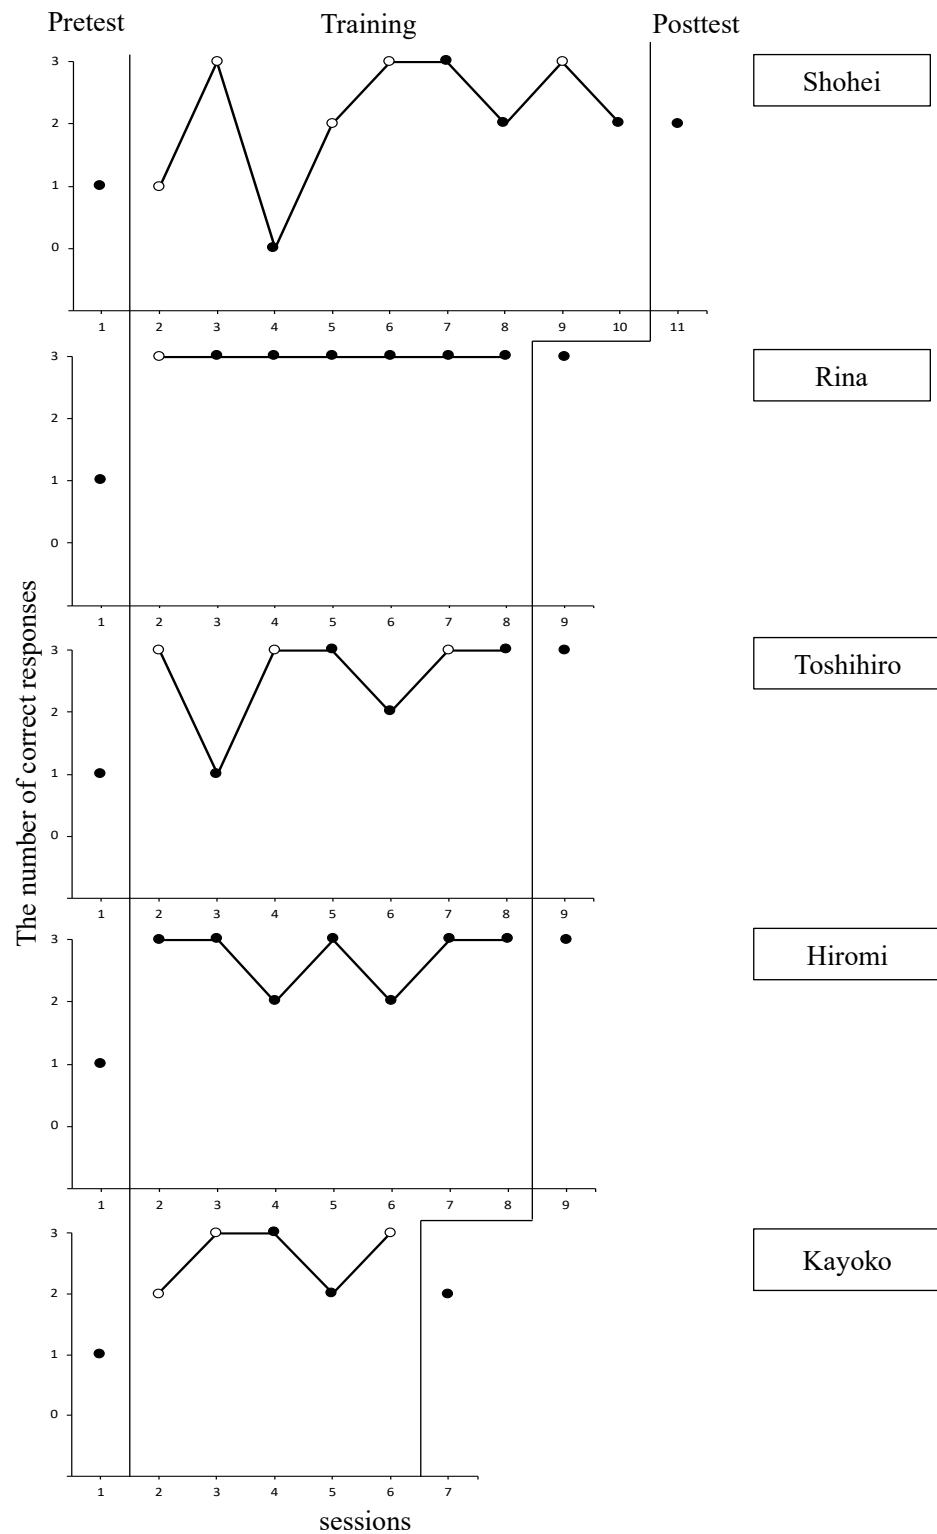 Pretest Training Posttest
Shohei
3
2
1
0
1 2 3 4 5 6 7 8 9 10 11
Rina
3
2
1
0
1 2 3 4 5 6 7 8 9
Toshihiro
3
2
1
0
1 2 3 4 5 6 7 8 9
Hiromi
3
2
1
0
1 2 3 4 5 6 7 8 9
Kayoko
3
2
1
0
1 2 3 4 5 6 7
The number of correct responses
sessions